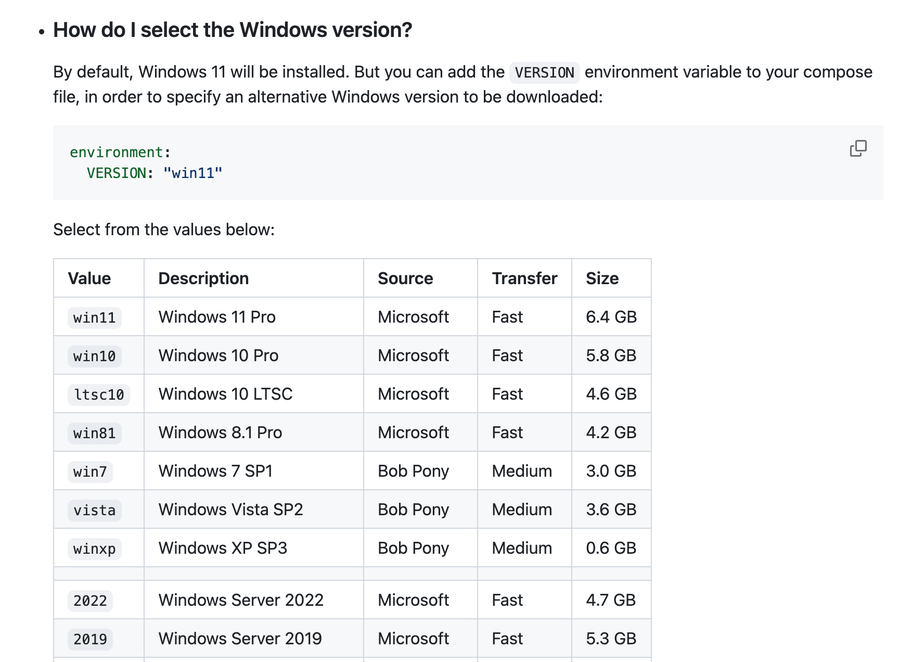 How do I select the Windows version?
By default, Windows 11 will be installed. But you can add the VERSION environment variable to your compose
file, in order to specify an alternative Windows version to be downloaded:
environment:
  VERSION: "win11"
Select from the values below:
Value Description Source Transfer Size
win11 Windows 11 Pro Microsoft Fast 6.4 GB
win10 Windows 10 Pro Microsoft Fast 5.8 GB
ltsc10 Windows 10 LTSC Microsoft Fast 4.6 GB
win81 Windows 8.1 Pro Microsoft Fast 4.2 GB
win7 Windows 7 SP1 Bob Pony Medium 3.0 GB
vista Windows Vista SP2 Bob Pony Medium 3.6 GB
winxp Windows XP SP3 Bob Pony Medium 0.6 GB
2022 Windows Server 2022 Microsoft Fast 4.7 GB
2019 Windows Server 2019 Microsoft Fast 5.3 GB